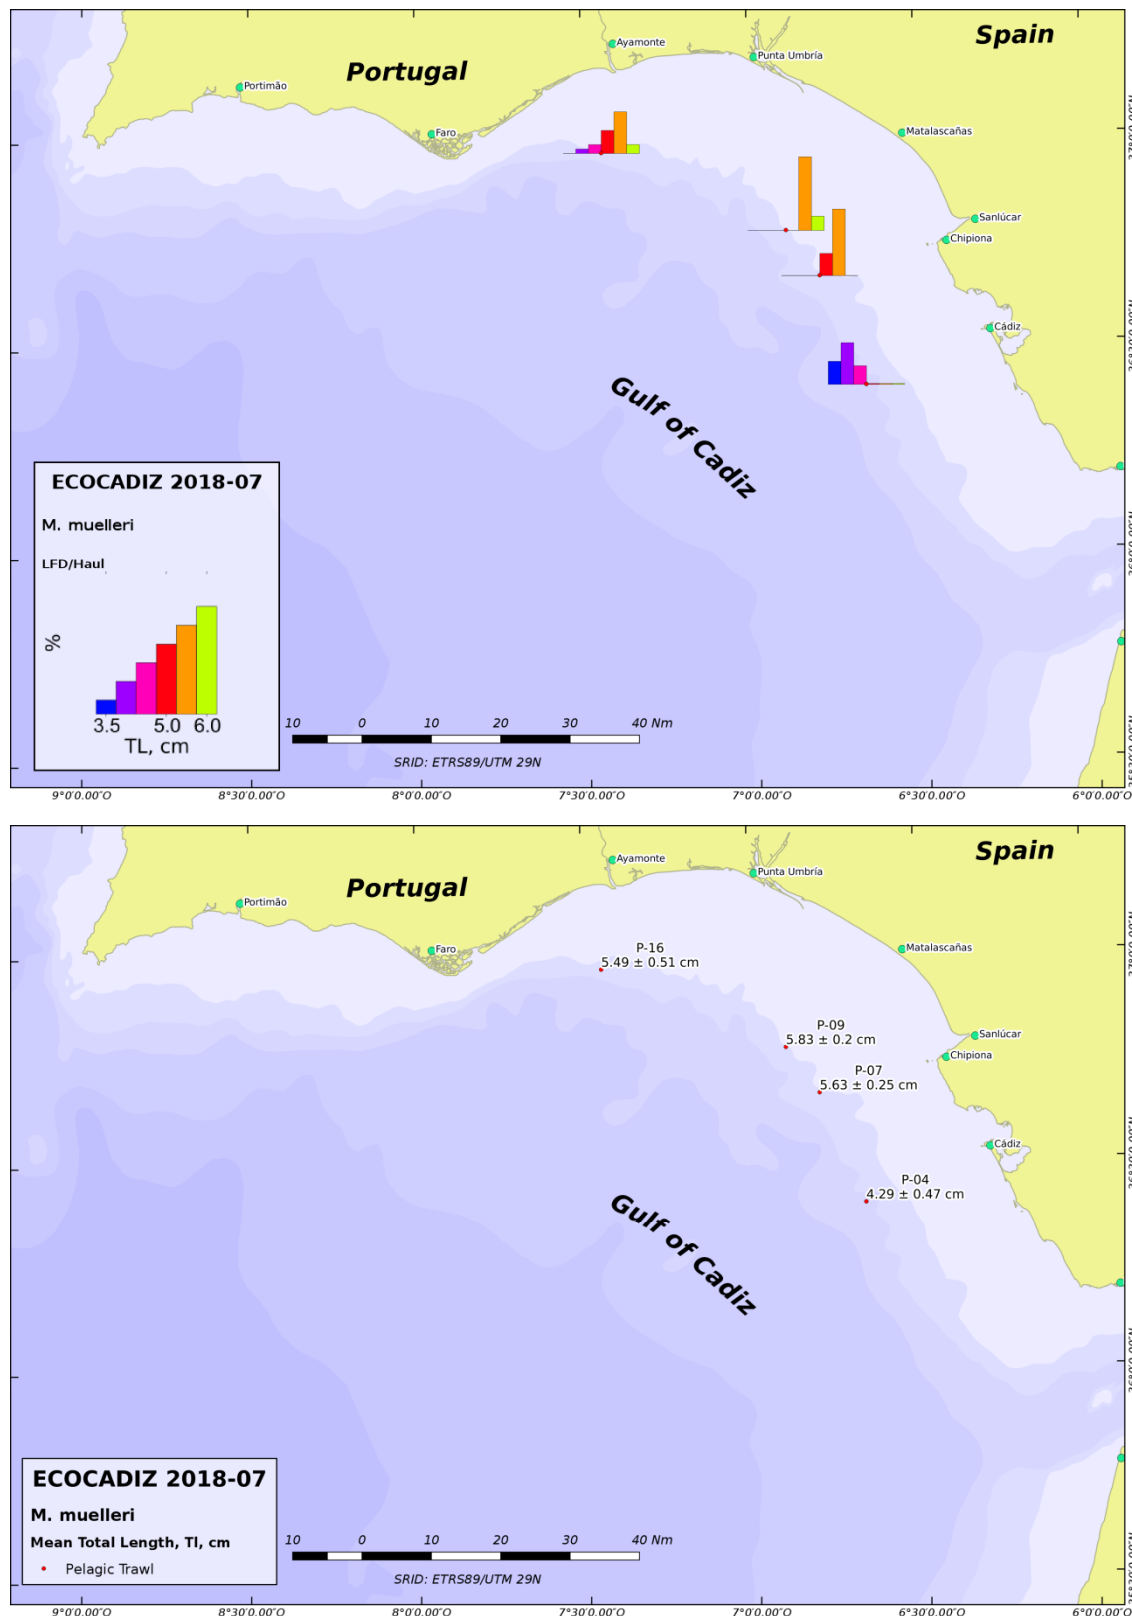 Spain
Portugal
Ayamonte
Punta Umbría
Portimão
Faro
Matalascañas
Sanlúcar
Chipiona
Cádiz
Gulf of Cadiz
ECOCADIZ 2018-07
M. muelleri
LFD/Haul
%
3.5 5.0 6.0
TL, cm
10 0 10 20 30 40 Nm
SRID: ETRS89/UTM 29N
9°0'0.00"O 8°30'0.00"O 8°0'0.00"O 7°30'0.00"O 7°0'0.00"O 6°30'0.00"O 6°0'0.00"O
Spain
Portugal
Ayamonte
Punta Umbría
Portimão
Faro
Matalascañas
P-16
5.49 ± 0.51 cm
P-09
5.83 ± 0.2 cm
Sanlúcar
Chipiona
P-07
5.63 ± 0.25 cm
Cádiz
P-04
4.29 ± 0.47 cm
Gulf of Cadiz
ECOCADIZ 2018-07
M. muelleri
Mean Total Length, Tl, cm
Pelagic Trawl
10 0 10 20 30 40 Nm
SRID: ETRS89/UTM 29N
9°0'0.00"O 8°30'0.00"O 8°0'0.00"O 7°30'0.00"O 7°0'0.00"O 6°30'0.00"O 6°0'0.00"O